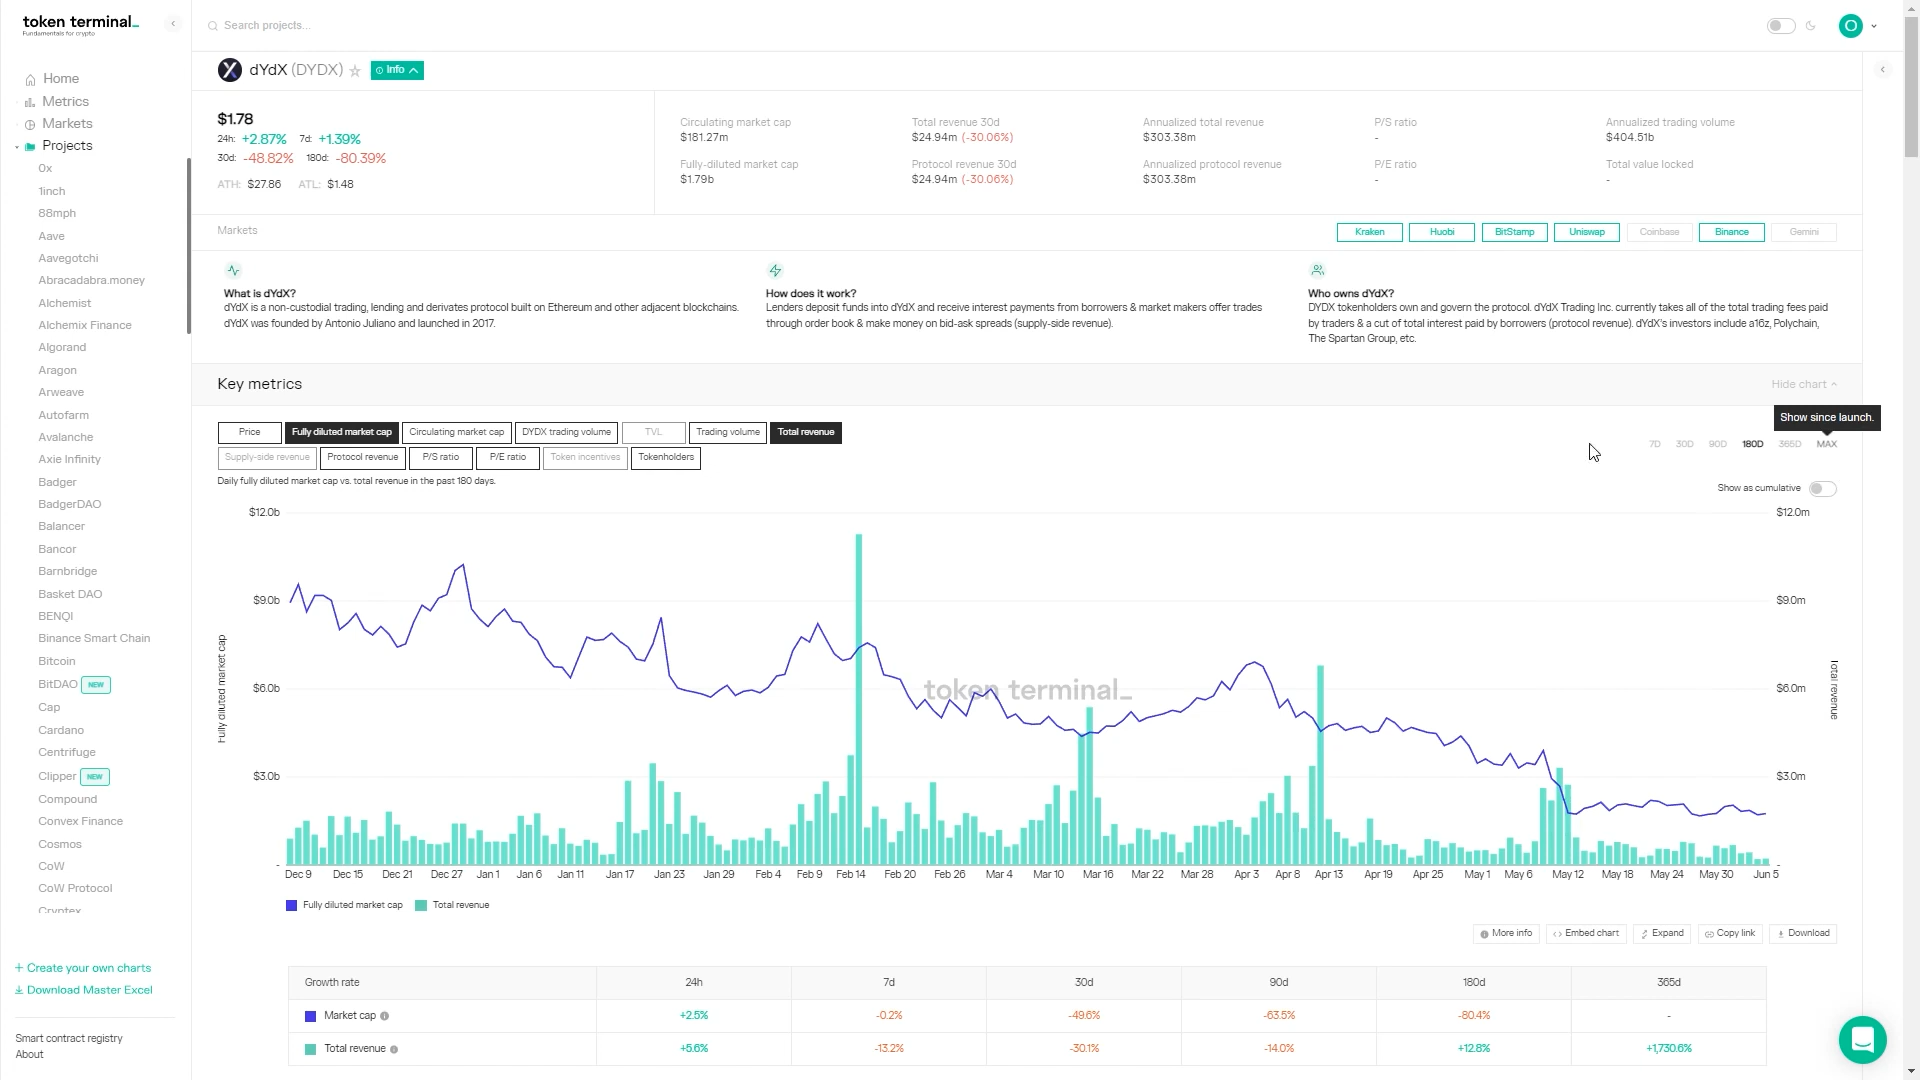 token terminal_
Fundamentals for crypto
Search projects...
Home
Metrics
Markets
Projects
0x
1inch
88mph
Aave
Aavegotchi
Abracadabra.money
Alchemist
Alchemix Finance
Algorand
Aragon
Arweave
Autofarm
Avalanche
Axie Infinity
Badger
BadgerDAO
Balancer
Bancor
Barnbridge
Basket DAO
BENQI
Binance Smart Chain
Bitcoin
BitDAO NEW
Cap
Cardano
Centrifuge
Clipper NEW
Compound
Convex Finance
Cosmos
CoW
CoW Protocol
Cryptex
+ Create your own charts
Download Master Excel
Smart contract registry
About
O
dYdX (DYDX) Info
$1.78
24h: +2.87% 7d: +1.39%
30d: -48.82% 180d: -80.39%
ATH: $27.86 ATL: $1.48
Circulating market cap
$181.27m
Fully-diluted market cap
$1.79b
Total revenue 30d
$24.94m (-30.06%)
Protocol revenue 30d
$24.94m (-30.06%)
Annualized total revenue
$303.38m
Annualized protocol revenue
$303.38m
P/S ratio
-
P/E ratio
-
Annualized trading volume
$404.51b
Total value locked
-
Markets
Kraken Huobi BitStamp Uniswap Coinbase Binance Gemini
What is dYdX?
dYdX is a non-custodial trading, lending and derivates protocol built on Ethereum and other adjacent blockchains.
dYdX was founded by Antonio Juliano and launched in 2017.
How does it work?
Lenders deposit funds into dYdX and receive interest payments from borrowers & market makers offer trades
through order book & make money on bid-ask spreads (supply-side revenue).
Who owns dYdX?
DYDX tokenholders own and govern the protocol. dYdX Trading Inc. currently takes all of the total trading fees paid
by traders & a cut of total interest paid by borrowers (protocol revenue). dYdX's investors include a16z, Polychain,
The Spartan Group, etc.
Key metrics
Hide chart
Show since launch.
Price Fully diluted market cap Circulating market cap DYDX trading volume TVL Trading volume Total revenue
Supply-side revenue Protocol revenue P/S ratio P/E ratio Token incentives Tokenholders
7D 30D 90D 180D 365D MAX
Daily fully diluted market cap vs. total revenue in the past 180 days.
Show as cumulative
$12.0b
$9.0b
$6.0b
$3.0b
-
Fully diluted market cap
token terminal_
$12.0m
$9.0m
$6.0m
$3.0m
-
Total revenue
Dec 9 Dec 15 Dec 21 Dec 27 Jan 1 Jan 6 Jan 11 Jan 17 Jan 23 Jan 29 Feb 4 Feb 9 Feb 14 Feb 20 Feb 26 Mar 4 Mar 10 Mar 16 Mar 22 Mar 28 Apr 3 Apr 8 Apr 13 Apr 19 Apr 25 May 1 May 6 May 12 May 18 May 24 May 30 Jun 5
Fully diluted market cap Total revenue
More info Embed chart Expand Copy link Download
Growth rate 24h 7d 30d 90d 180d 365d
Market cap +2.5% -0.2% -49.6% -63.5% -80.4% -
Total revenue +5.6% -13.2% -30.1% -14.0% +12.8% +1,730.6%